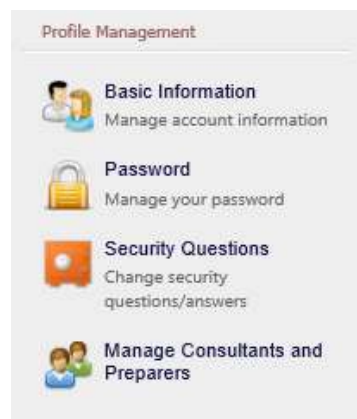 Profile Management
Basic Information
Manage account information
Password
Manage your password
Security Questions
Change security
questions/answers
Manage Consultants and
Preparers